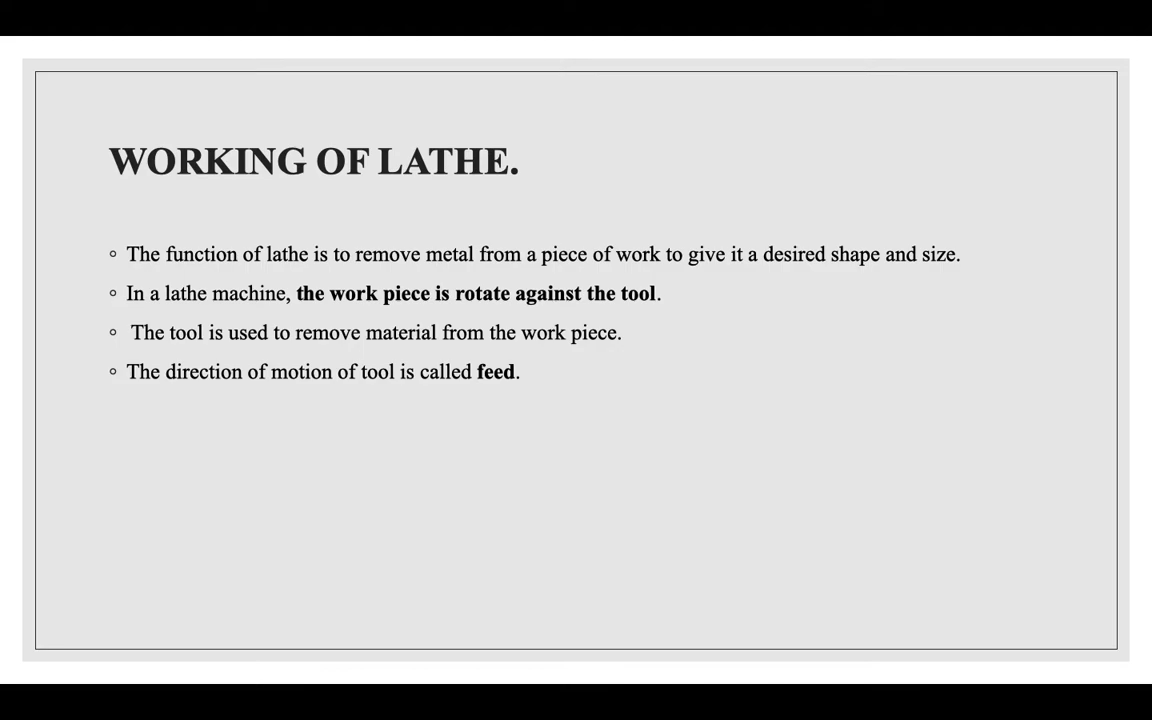 WORKING OF LATHE.
◦ The function of lathe is to remove metal from a piece of work to give it a desired shape and size.
◦ In a lathe machine, the work piece is rotate against the tool.
◦ The tool is used to remove material from the work piece.
◦ The direction of motion of tool is called feed.